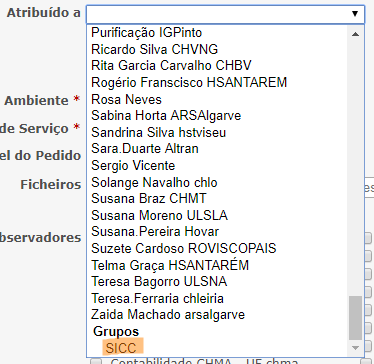 Atribuído a
Purificação IGPinto
Ricardo Silva CHVNG
Rita Garcia Carvalho CHBV
Rogério Franscisco HSANTAREM
Ambiente *
Rosa Neves
Sabina Horta ARSAlgarve
de Serviço *
Sandrina Silva hstviseu
Sara.Duarte Altran
el do Pedido
Sergio Vicente
Ficheiros
Solange Navalho chlo
Susana Braz CHMT
Susana Moreno ULSLA
bservadores
Susana.Pereira Hovar
Suzete Cardoso ROVISCOPAIS
Telma Graça HSANTARÉM
Teresa Bagorro ULSNA
Teresa.Ferraria chleiria
Zaida Machado arsalgarve
Grupos
SICC
Contabilidade CHMA